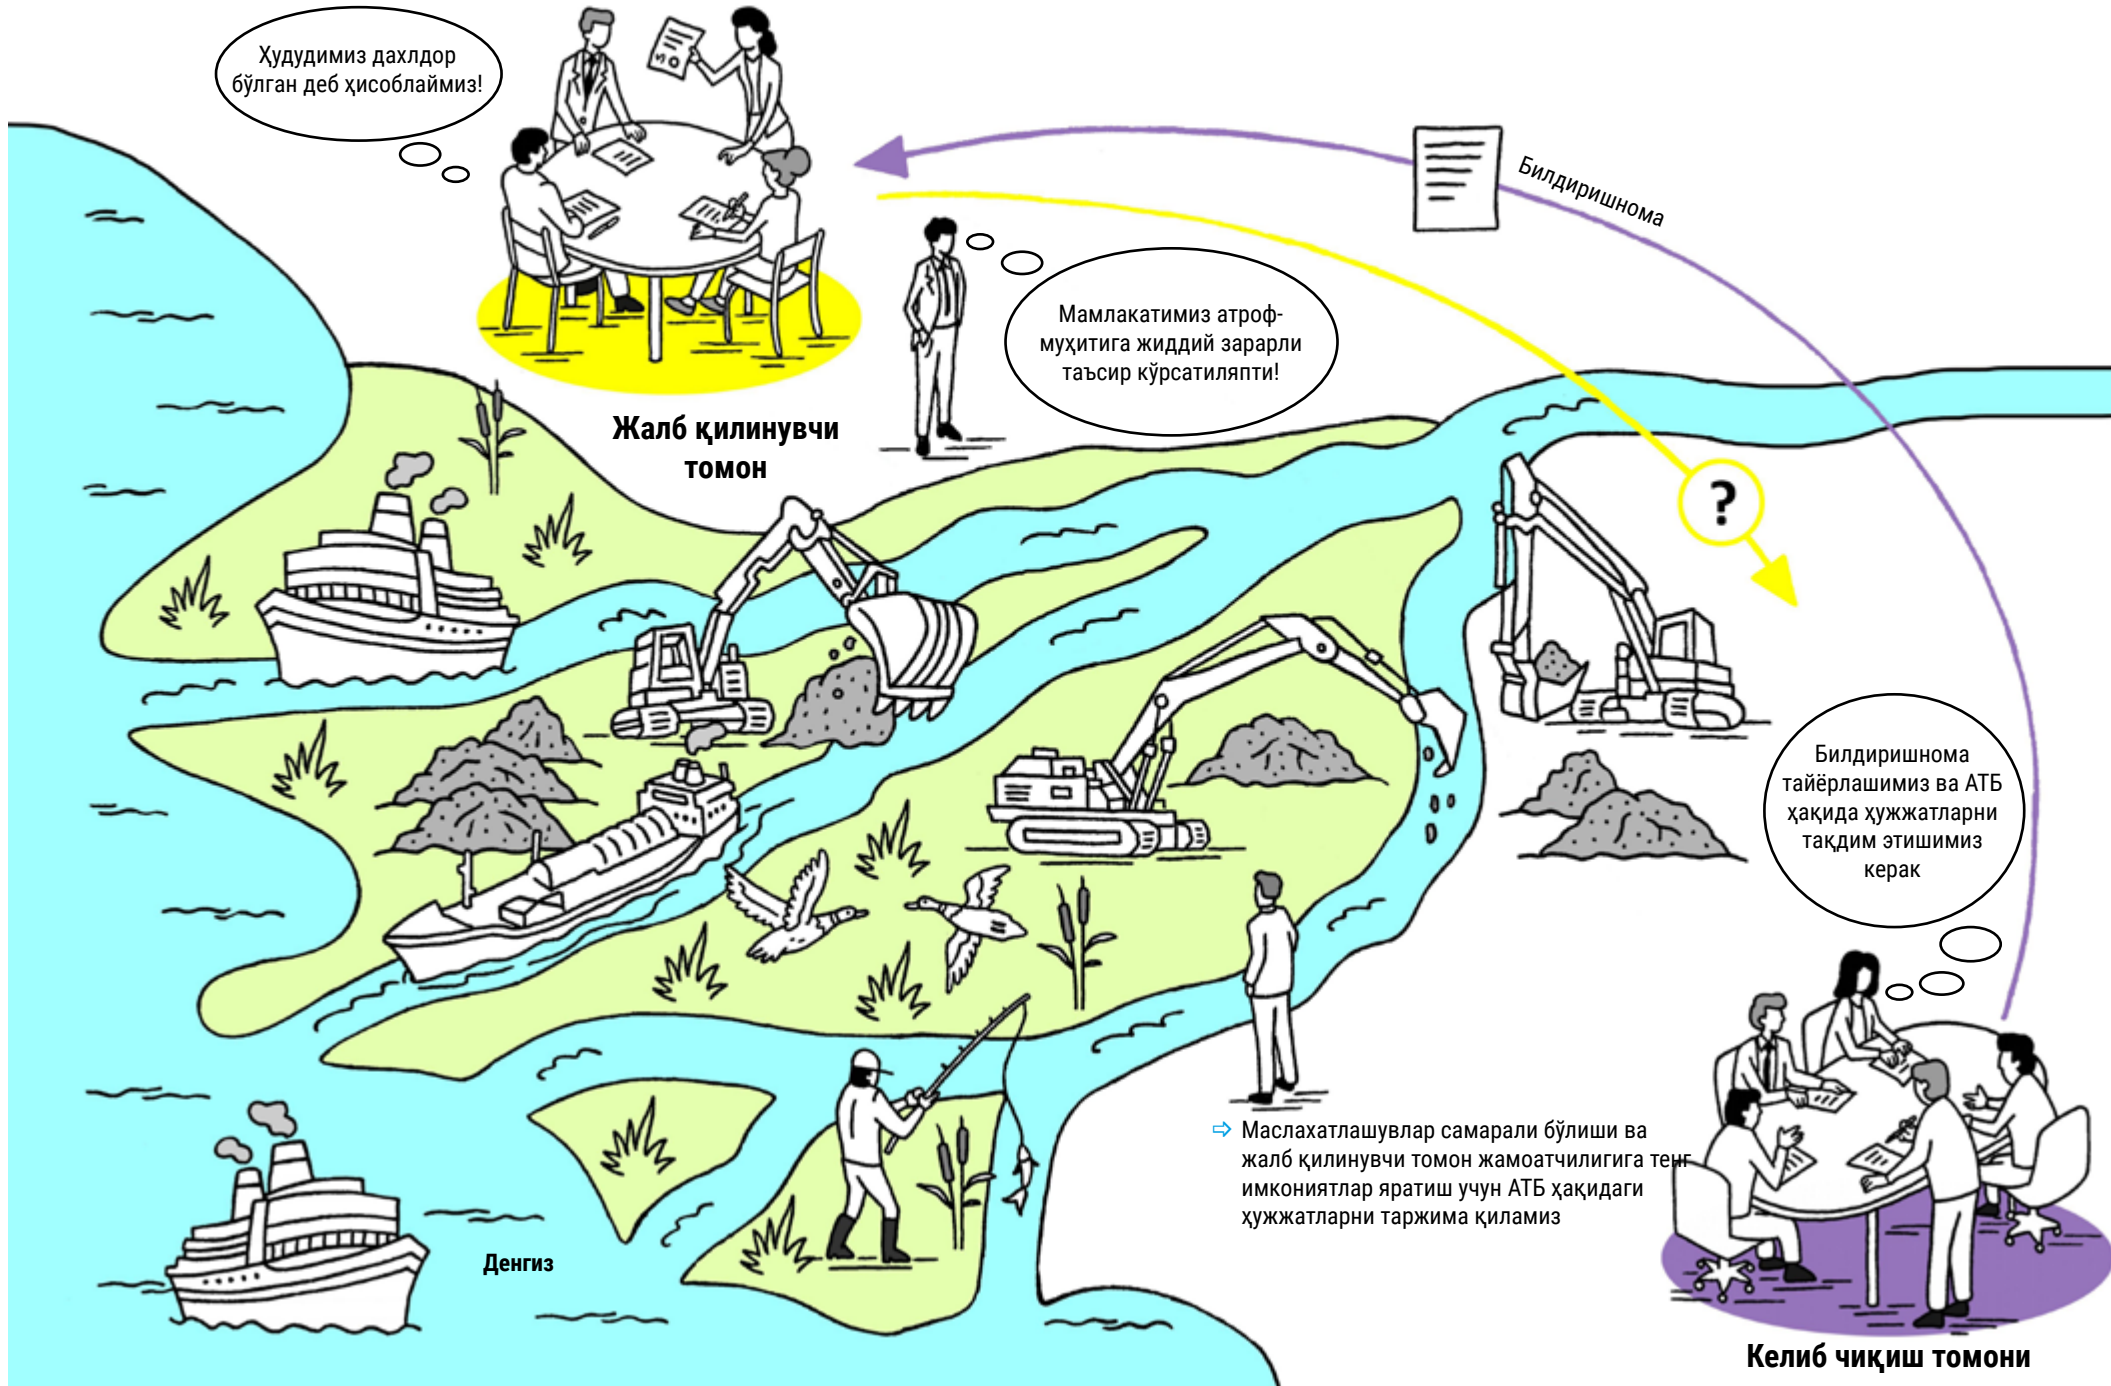 Ҳудудимиз дахлдор
бўлган деб ҳисоблаймиз!
Билдиришнома
Мамлакатимиз атроф-
муҳитига жиддий зарарли
таъсир кўрсатиляпти!
Жалб қилинувчи
томон
?
Билдиришнома
тайёрлашимиз ва АТБ
ҳақида ҳужжатларни
тақдим этишимиз
керак
⇨ Маслахатлашувлар самарали бўлиши ва
жалб қилинувчи томон жамоатчилигига тенг
имкониятлар яратиш учун АТБ ҳақидаги
ҳужжатларни таржима қиламиз
Денгиз
Келиб чиқиш томони